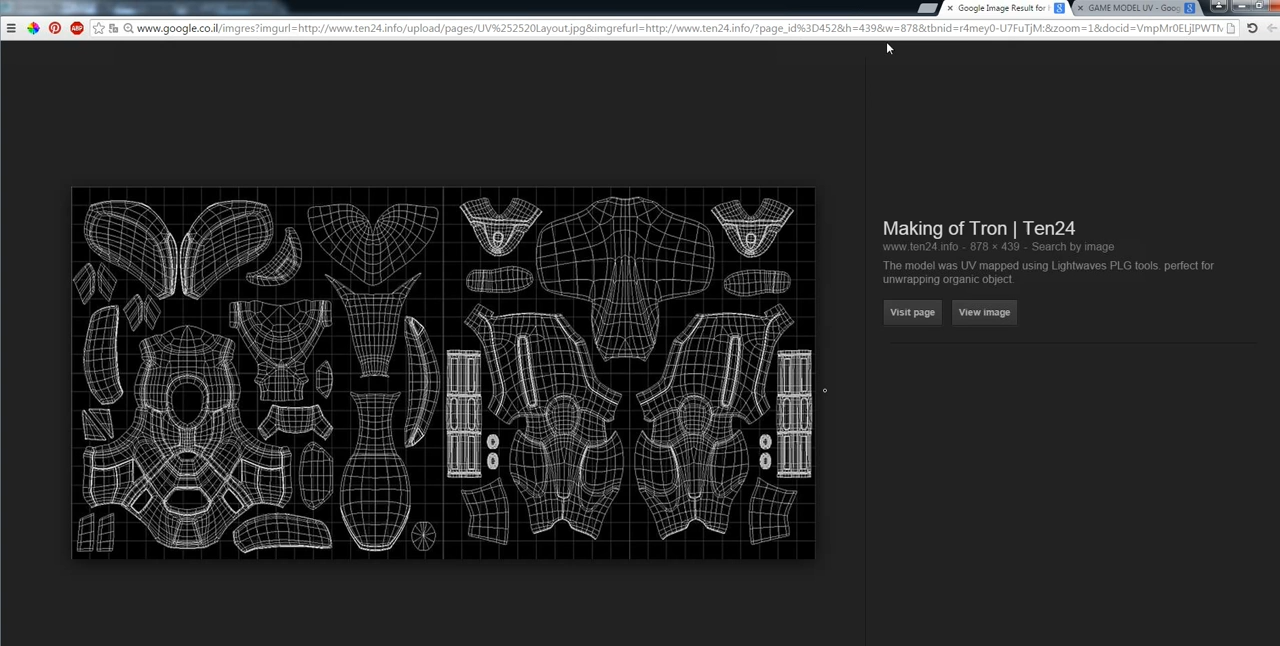 Google Image Result for
GAME MODEL UV - Goo
ABP
www.google.co.il/imgres?imgurl=http://www.ten24.info/upload/pages/UV%252520Layout.jpg&imgrefurl=http://www.ten24.info/?page_id%3D452&h=439&w=878&tbnid=r4mey0-U7FuTjM:&zoom=1&docid=VmpMr0ELjIPWTM
Making of Tron | Ten24
www.ten24.info - 878 × 439 - Search by image
The model was UV mapped using Lightwaves PLG tools. perfect for
unwrapping organic object.
Visit page
View image